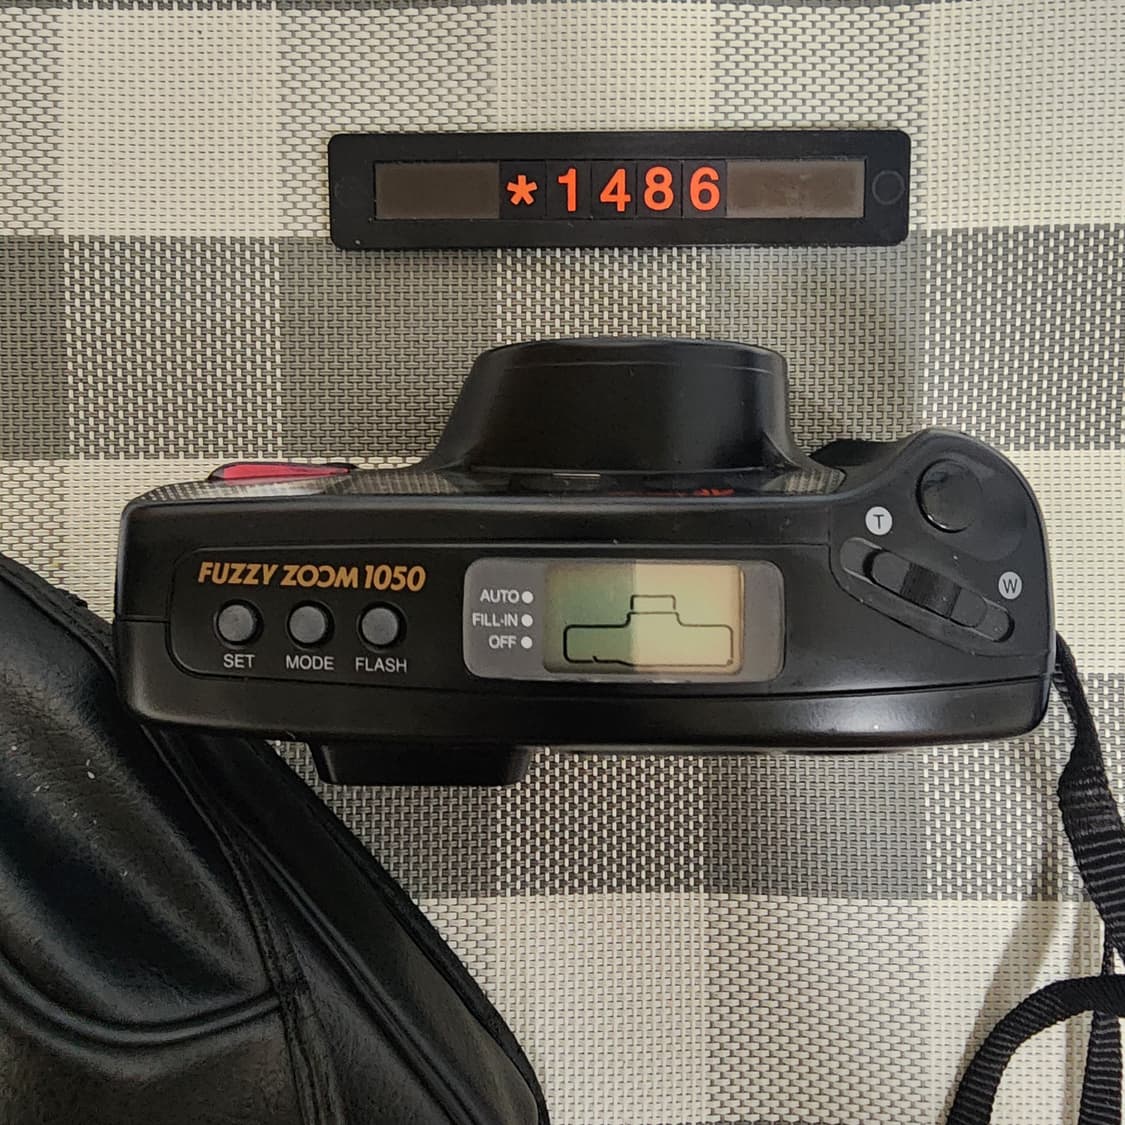 *1486
T
FUZZY ZOOM 1050
AUTO
FILL-IN
OFF
W
SET
MODE
FLASH